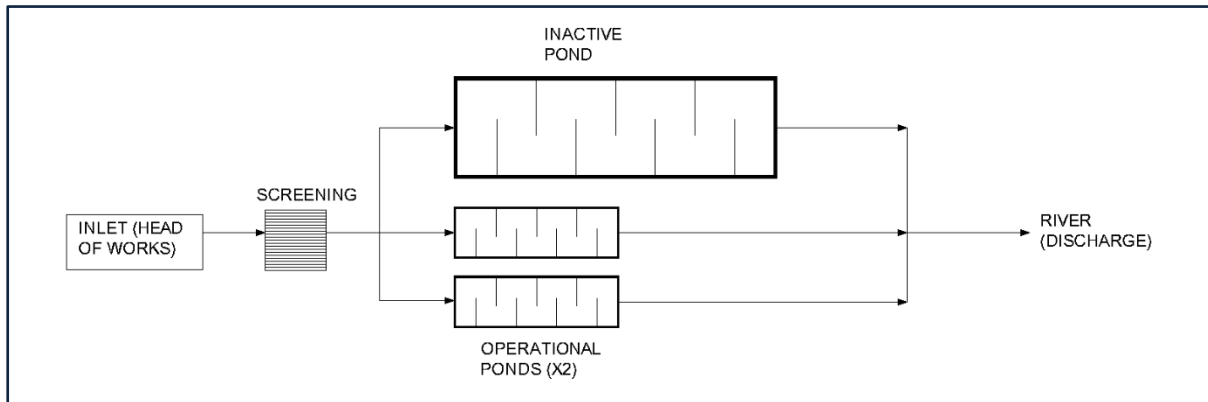 INACTIVE
POND
SCREENING
INLET (HEAD
OF WORKS)
RIVER
(DISCHARGE)
OPERATIONAL
PONDS (X2)